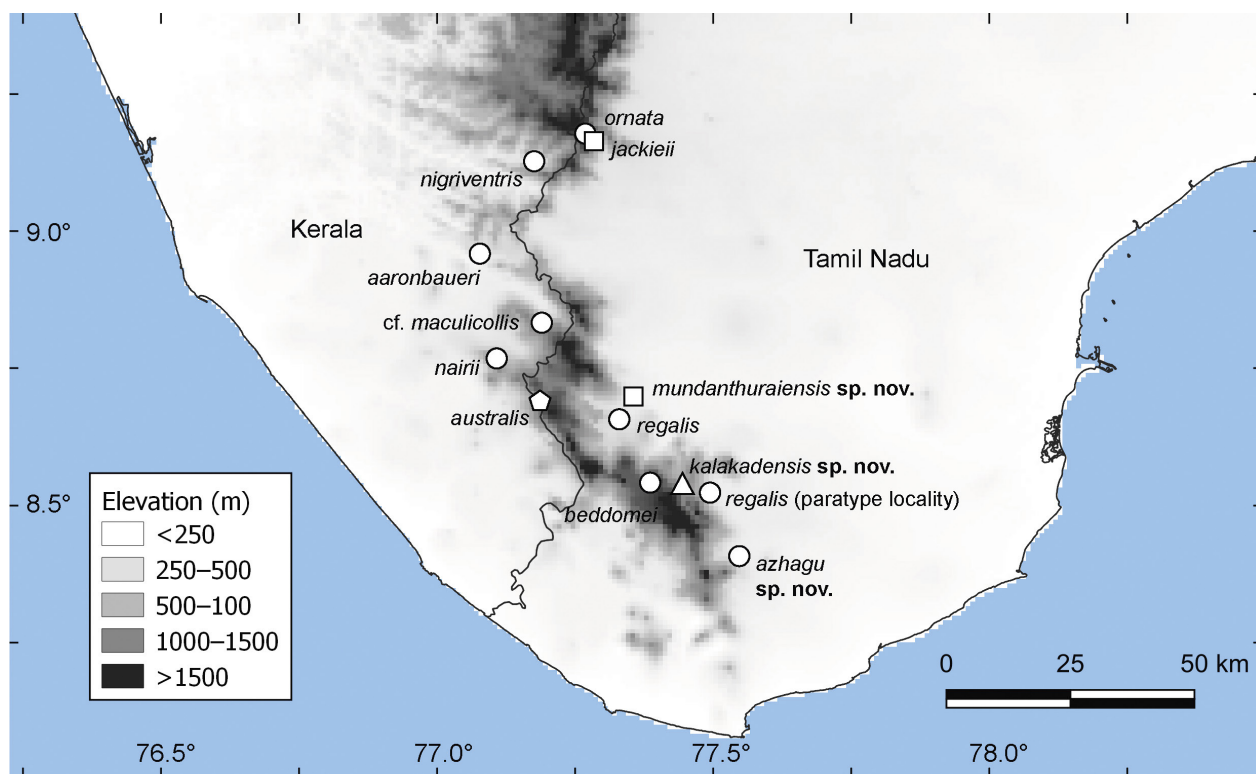 ornata
jackieii
nigriventris
Kerala
9.0°
Tamil Nadu
aaronbaueri
cf. maculicollis
nairii
mundanthuraiensis sp. nov.
australis
regalis
kalakadensis sp. nov.
8.5°
regalis (paratype locality)
beddomei
azhagu
sp. nov.
Elevation (m)
<250
250–500
500–100
1000–1500
>1500
0 25 50 km
76.5° 77.0° 77.5° 78.0°